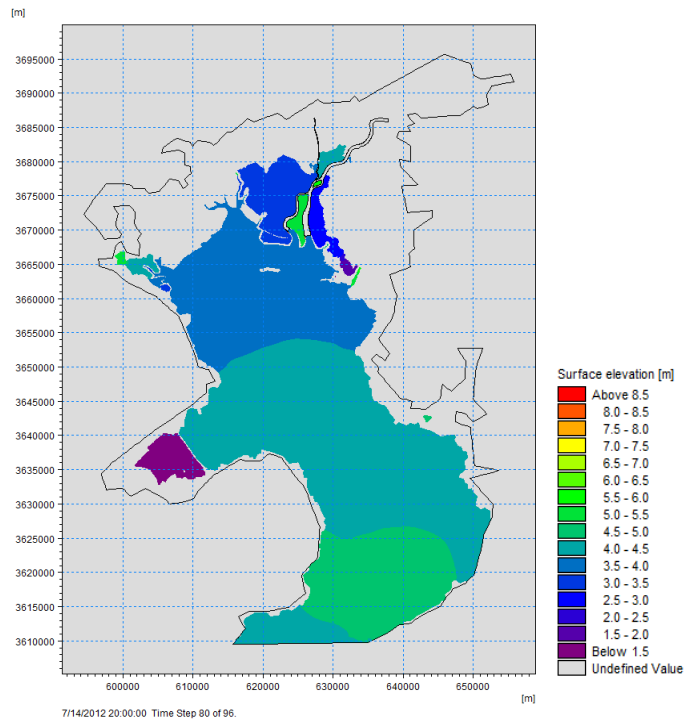 [m]
3695000
3690000
3685000
3680000
3675000
3670000
3665000
3660000
3655000
3650000
3645000
3640000
3635000
3630000
3625000
3620000
3615000
3610000
600000 610000 620000 630000 640000 650000
[m]
7/14/2012 20:00:00 Time Step 80 of 96.
Surface elevation [m]
Above 8.5
8.0 - 8.5
7.5 - 8.0
7.0 - 7.5
6.5 - 7.0
6.0 - 6.5
5.5 - 6.0
5.0 - 5.5
4.5 - 5.0
4.0 - 4.5
3.5 - 4.0
3.0 - 3.5
2.5 - 3.0
2.0 - 2.5
1.5 - 2.0
Below 1.5
Undefined Value